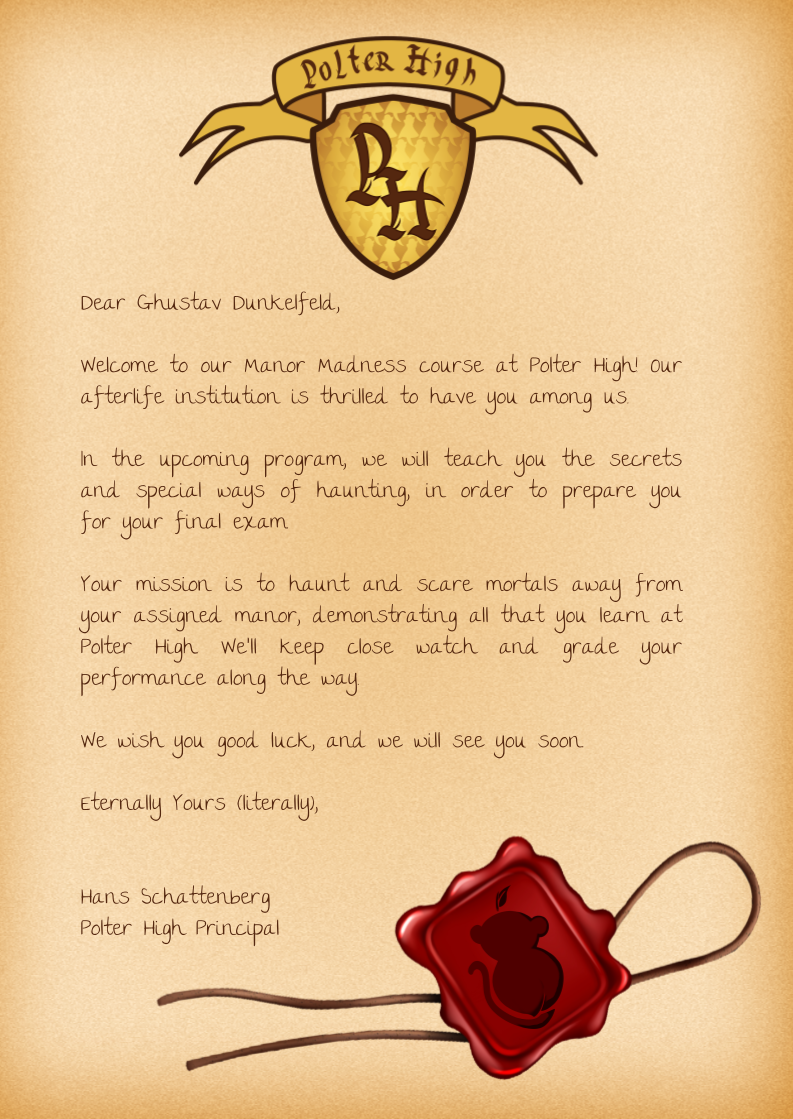 Polter High
PH
Dear Ghustav Dunkelfeld,
Welcome to our Manor Madness course at Polter High! Our
afterlife institution is thrilled to have you among us.
In the upcoming program, we will teach you the secrets
and special ways of haunting, in order to prepare you
for your final exam.
Your mission is to haunt and scare mortals away from
your assigned manor, demonstrating all that you learn at
Polter High. We'll keep close watch and grade your
performance along the way.
We wish you good luck, and we will see you soon.
Eternally Yours (literally),
Hans Schattenberg
Polter High Principal